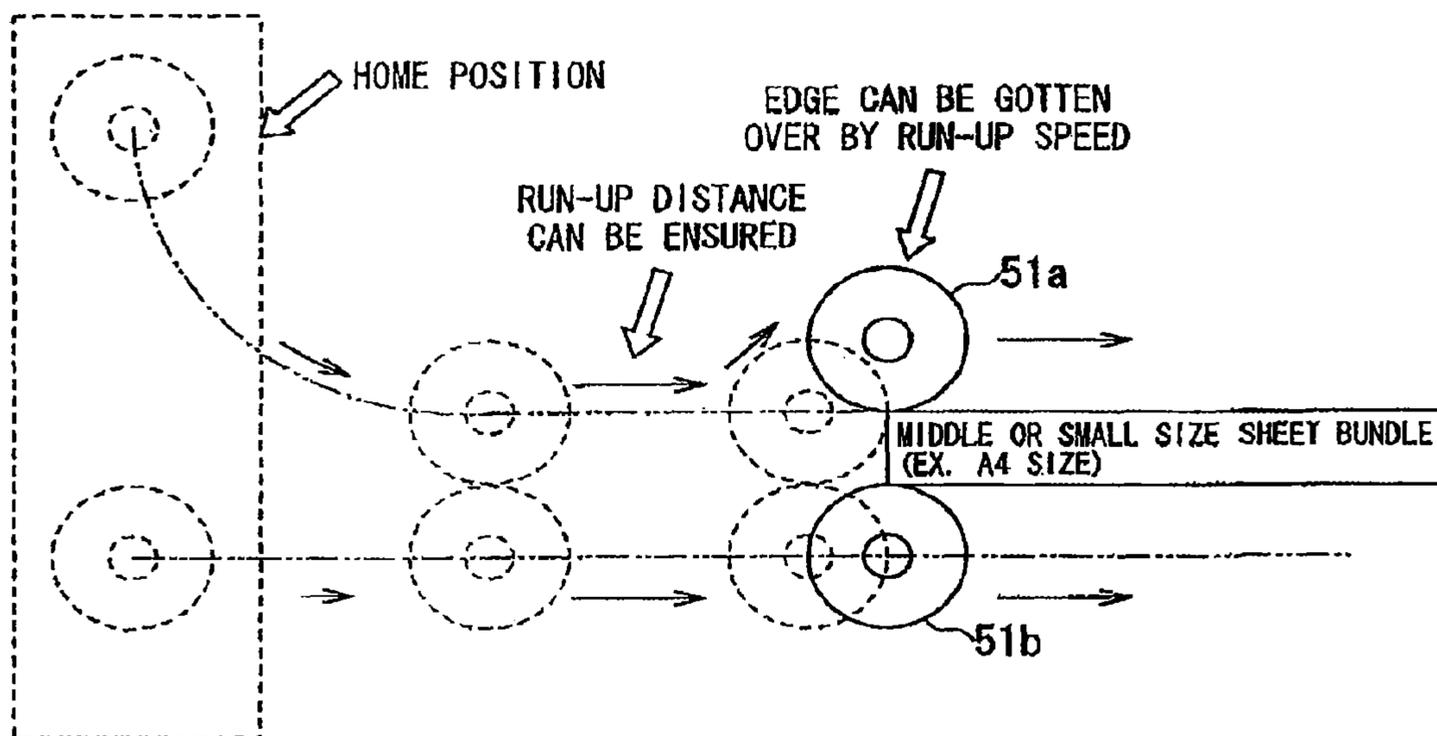 HOME POSITION
EDGE CAN BE GOTTEN
OVER BY RUN-UP SPEED
RUN-UP DISTANCE
CAN BE ENSURED
51a
MIDDLE OR SMALL SIZE SHEET BUNDLE
(EX. A4 SIZE)
51b